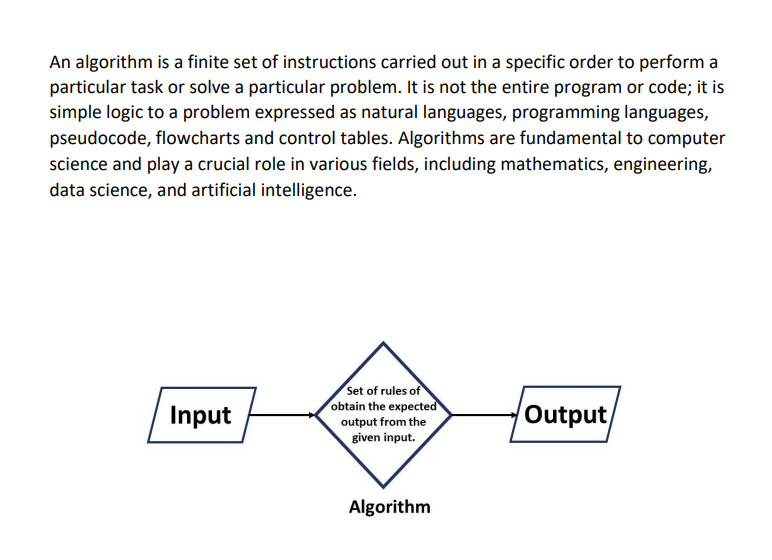 An algorithm is a finite set of instructions carried out in a specific order to perform a
particular task or solve a particular problem. It is not the entire program or code; it is
simple logic to a problem expressed as natural languages, programming languages,
pseudocode, flowcharts and control tables. Algorithms are fundamental to computer
science and play a crucial role in various fields, including mathematics, engineering,
data science, and artificial intelligence.
Input
Set of rules of
obtain the expected
output from the
given input.
Output
Algorithm